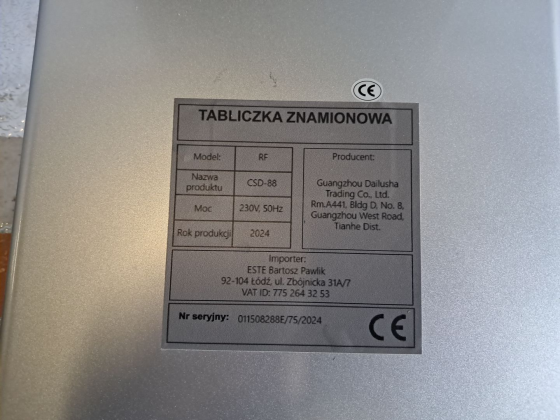 CE
TABLICZKA ZNAMIONOWA
Model: RF
Nazwa produktu CSD-88
Moc 230V, 50Hz
Rok produkcji 2024
Producent:
Guangzhou Dailusha
Trading Co., Ltd.
Rm.A441, Bldg D, No. 8,
Guangzhou West Road,
Tianhe Dist.
Importer:
ESTE Bartosz Pawlik
92-104 Łódź, ul. Zbójnicka 31A/7
VAT ID: 775 264 32 53
Nr seryjny: 011508288E/75/2024
CE